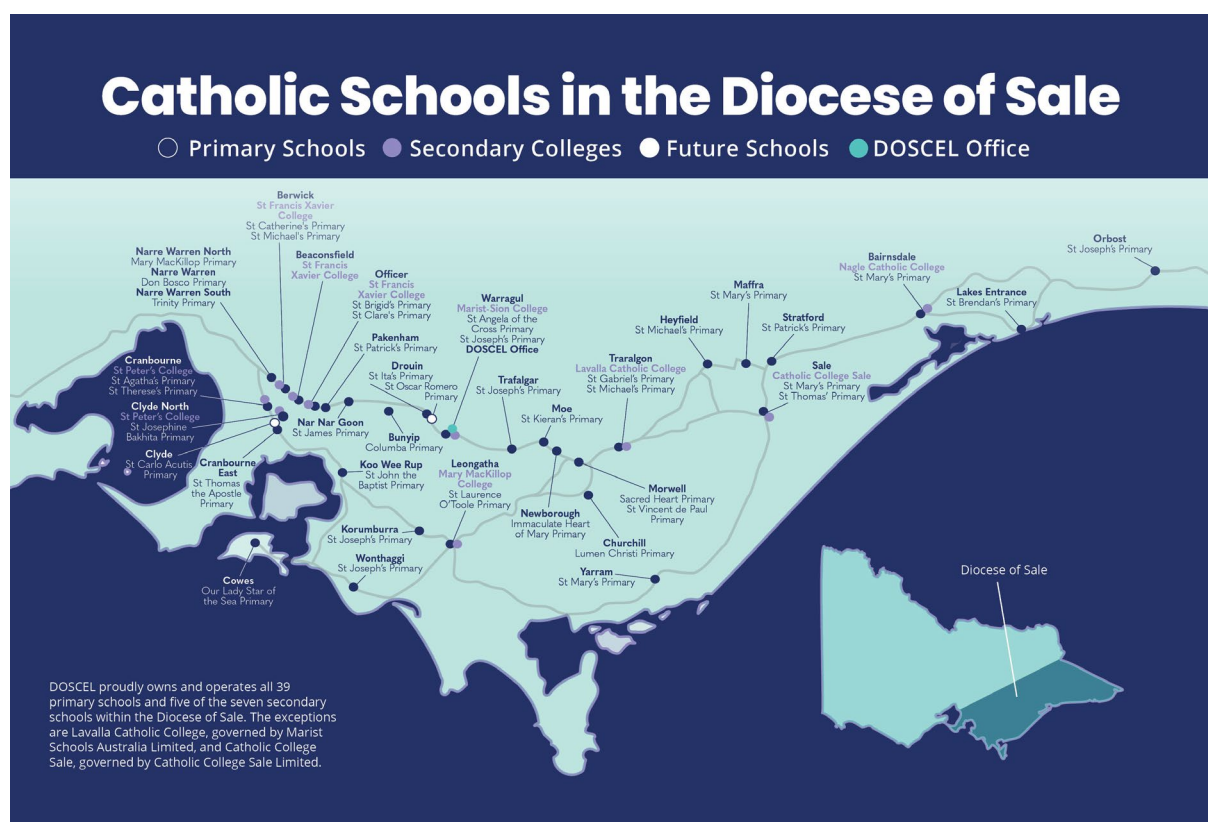 Catholic Schools in the Diocese of Sale
Primary Schools
Secondary Colleges
Future Schools
DOSCEL Office
Berwick
St Francis Xavier
College
St Catherine's Primary
St Michael's Primary
Narre Warren North
Mary MacKillop Primary
Narre Warren
Don Bosco Primary
Narre Warren South
Trinity Primary
Beaconsfield
St Francis
Xavier College
Officer
St Francis
Xavier College
St Brigid's Primary
St Clare's Primary
Pakenham
St Patrick's Primary
Warragul
Marist-Sion College
St Angela of the
Cross Primary
St Joseph's Primary
DOSCEL Office
Drouin
St Ita's Primary
St Oscar Romero
Primary
Trafalgar
St Joseph's Primary
Moe
St Kieran's Primary
Traralgon
Lavalla Catholic College
St Gabriel's Primary
St Michael's Primary
Heyfield
St Michael's Primary
Maffra
St Mary's Primary
Stratford
St Patrick's Primary
Sale
Catholic College Sale
St Mary's Primary
St Thomas' Primary
Bairnsdale
Nagle Catholic College
St Mary's Primary
Lakes Entrance
St Brendan's Primary
Orbost
St Joseph's Primary
Cranbourne
St Peter's College
St Agatha's Primary
St Therese's Primary
Clyde North
St Peter's College
St Josephine
Bakhita Primary
Clyde
St Carlo Acutis
Primary
Cranbourne
East
St Thomas
the Apostle
Primary
Nar Nar Goon
St James Primary
Bunyip
Columba Primary
Koo Wee Rup
St John the
Baptist Primary
Leongatha
Mary MacKillop
College
St Laurence
O'Toole Primary
Korumburra
St Joseph's Primary
Wonthaggi
St Joseph's Primary
Newborough
Immaculate Heart
of Mary Primary
Morwell
Sacred Heart Primary
St Vincent de Paul
Primary
Churchill
Lumen Christi Primary
Yarram
St Mary's Primary
Cowes
Our Lady Star of
the Sea Primary
Diocese of Sale
DOSCEL proudly owns and operates all 39
primary schools and five of the seven secondary
schools within the Diocese of Sale. The exceptions
are Lavalla Catholic College, governed by Marist
Schools Australia Limited, and Catholic College
Sale, governed by Catholic College Sale Limited.